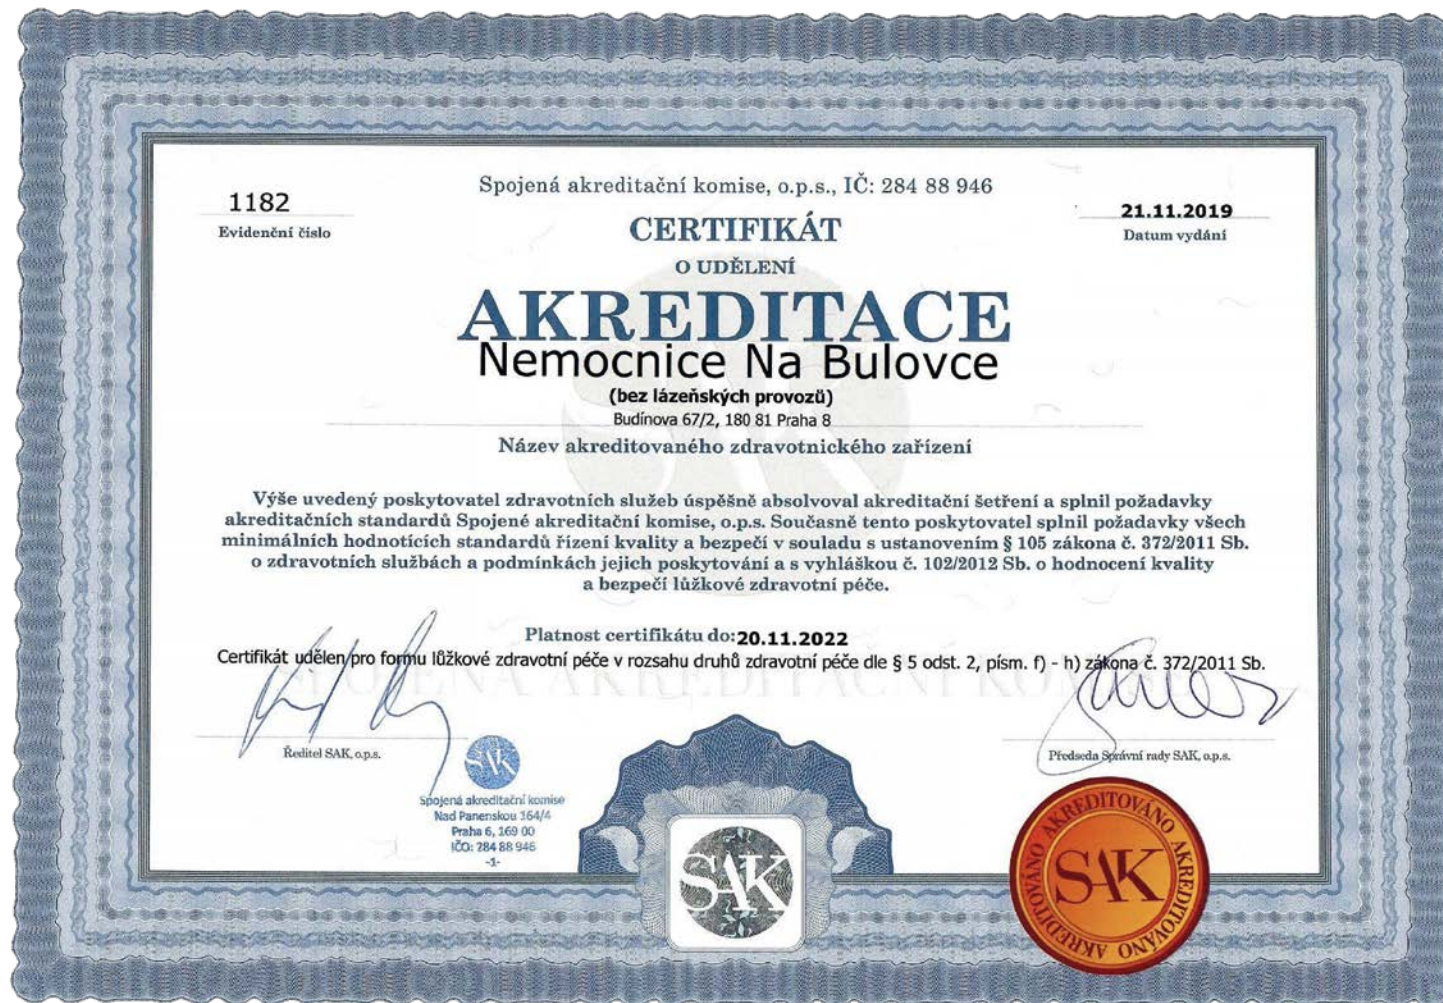 Spojená akreditační komise, o.p.s., IČ: 284 88 946
1182
Evidenční číslo
21.11.2019
Datum vydání
CERTIFIKÁT
O UDĚLENÍ
AKREDITACE
Nemocnice Na Bulovce
(bez lázeňských provozů)
Budínova 67/2, 180 81 Praha 8
Název akreditovaného zdravotnického zařízení
Výše uvedený poskytovatel zdravotních služeb úspěšně absolvoval akreditační šetření a splnil požadavky
akreditačních standardů Spojené akreditační komise, o.p.s. Současně tento poskytovatel splnil požadavky všech
minimálních hodnotících standardů řízení kvality a bezpečí v souladu s ustanovením § 105 zákona č. 372/2011 Sb.
o zdravotních službách a podmínkách jejich poskytování a s vyhláškou č. 102/2012 Sb. o hodnocení kvality
a bezpečí lůžkové zdravotní péče.
Platnost certifikátu do: 20.11.2022
Certifikát udělen pro formu lůžkové zdravotní péče v rozsahu druhů zdravotní péče dle § 5 odst. 2, písm. f) - h) zákona č. 372/2011 Sb.
SPOJENÁ AKREDITAČNÍ KOMISE
Ředitel SAK, o.p.s.
Předseda Správní rady SAK, o.p.s.
SAK
Spojená akreditační komise
Nad Panenskou 164/4
Praha 6, 169 00
IČO: 284 88 946
-1-
SAK
AKREDITOVÁNO AKREDITOVÁNO AKREDITOVÁNO
SAK